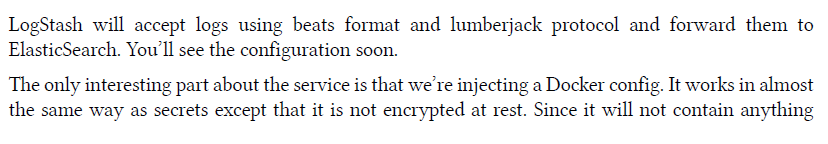 LogStash will accept logs using beats format and lumberjack protocol and forward them to
ElasticSearch. You’ll see the configuration soon.
The only interesting part about the service is that we’re injecting a Docker config. It works in almost
the same way as secrets except that it is not encrypted at rest. Since it will not contain anything